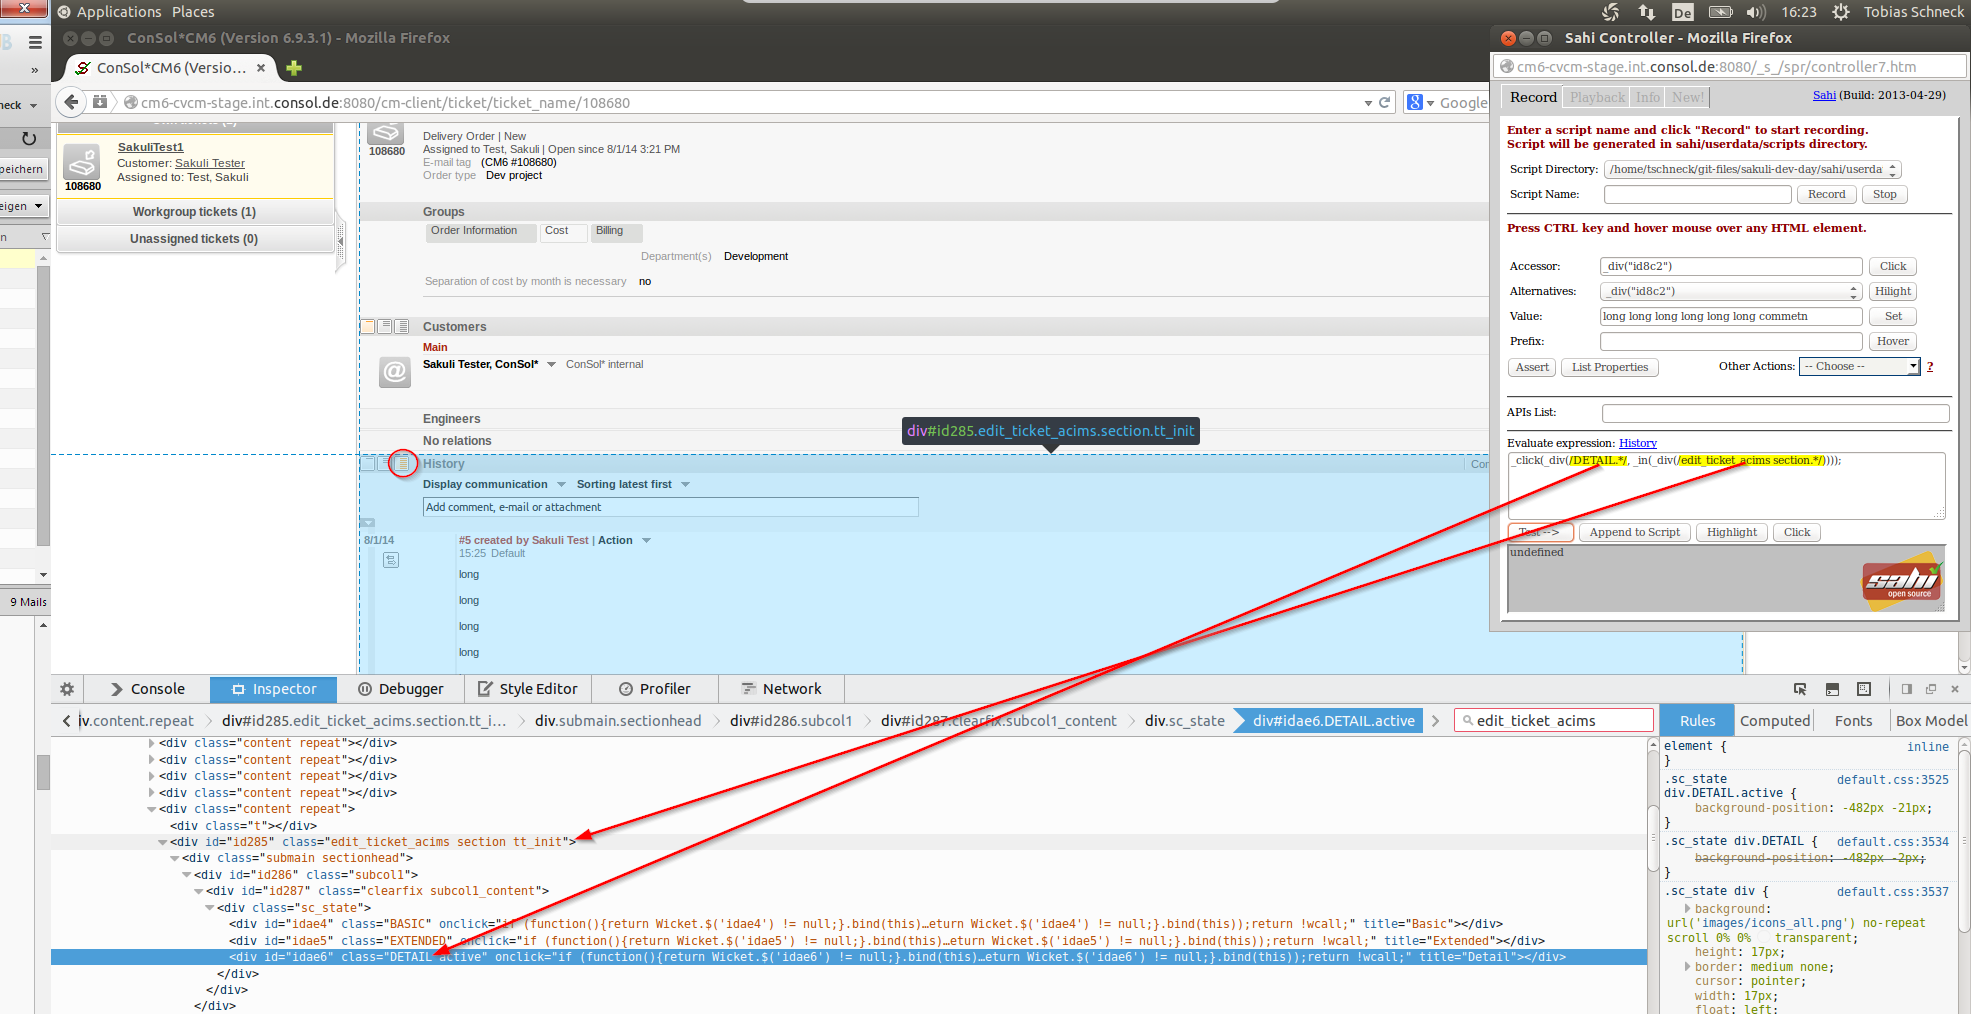 Applications Places
De 16:23 Tobias Schneck
ConSol*CM6 (Version 6.9.3.1) - Mozilla Firefox
ConSol*CM6 (Versio...
cm6-cvcm-stage.int.consol.de:8080/cm-client/ticket/ticket_name/108680
Google
»
neck
peichern
eigen
n
9 Mails
SakuliTest1
Customer: Sakuli Tester
Assigned to: Test, Sakuli
108680
Workgroup tickets (1)
Unassigned tickets (0)
108680
Delivery Order | New
Assigned to Test, Sakuli | Open since 8/1/14 3:21 PM
E-mail tag (CM6 #108680)
Order type Dev project
Groups
Order Information Cost Billing
Department(s) Development
Separation of cost by month is necessary no
Customers
Main
Sakuli Tester, ConSol* ConSol* internal
@
Engineers
No relations
div#id285.edit_ticket_acims.section.tt_init
History Con
Display communication Sorting latest first
Add comment, e-mail or attachment
8/1/14 #5 created by Sakuli Test | Action
15:25 Default
long
long
long
long
Sahi Controller - Mozilla Firefox
cm6-cvcm-stage.int.consol.de:8080/_s_/spr/controller7.htm
Record Playback Info New! Sahi (Build: 2013-04-29)
Enter a script name and click "Record" to start recording.
Script will be generated in sahi/userdata/scripts directory.
Script Directory: /home/tschneck/git-files/sakuli-dev-day/sahi/userda
Script Name: Record Stop
Press CTRL key and hover mouse over any HTML element.
Accessor: _div("id8c2") Click
Alternatives: _div("id8c2") Hilight
Value: long long long long long long commetn Set
Prefix: Hover
Assert List Properties Other Actions: -- Choose -- ?
APIs List:
Evaluate expression: History
_click(_div(/DETAIL.*/, _in(_div(/edit_ticket_acims section.*/))));
Test --> Append to Script Highlight Click
undefined
sahi
open source
Console Inspector Debugger Style Editor Profiler Network
iv.content.repeat div#id285.edit_ticket_acims.section.tt_i... div.submain.sectionhead div#id286.subcol1 div#id287.clearfix.subcol1_content div.sc_state div#idae6.DETAIL.active edit_ticket_acims
<div class="content repeat"></div>
<div class="content repeat"></div>
<div class="content repeat"></div>
<div class="content repeat"></div>
<div class="content repeat">
<div class="t"></div>
<div id="id285" class="edit_ticket_acims section tt_init">
<div class="submain sectionhead">
<div id="id286" class="subcol1">
<div id="id287" class="clearfix subcol1_content">
<div class="sc_state">
<div id="idae4" class="BASIC" onclick="if (function(){return Wicket.$('idae4') != null;}.bind(this)…eturn Wicket.$('idae4') != null;}.bind(this));return !wcall;" title="Basic"></div>
<div id="idae5" class="EXTENDED" onclick="if (function(){return Wicket.$('idae5') != null;}.bind(this)…eturn Wicket.$('idae5') != null;}.bind(this));return !wcall;" title="Extended"></div>
<div id="idae6" class="DETAIL active" onclick="if (function(){return Wicket.$('idae6') != null;}.bind(this)…eturn Wicket.$('idae6') != null;}.bind(this));return !wcall;" title="Detail"></div>
</div>
</div>
</div>
Rules Computed Fonts Box Model
element { inline
}
.sc_state default.css:3525
div.DETAIL.active {
background-position: -482px -21px;
}
.sc_state div.DETAIL { default.css:3534
background-position: -482px -2px;
}
.sc_state div { default.css:3537
background:
url('images/icons_all.png') no-repeat
scroll 0% 0% transparent;
height: 17px;
border: medium none;
cursor: pointer;
width: 17px;
float: left;